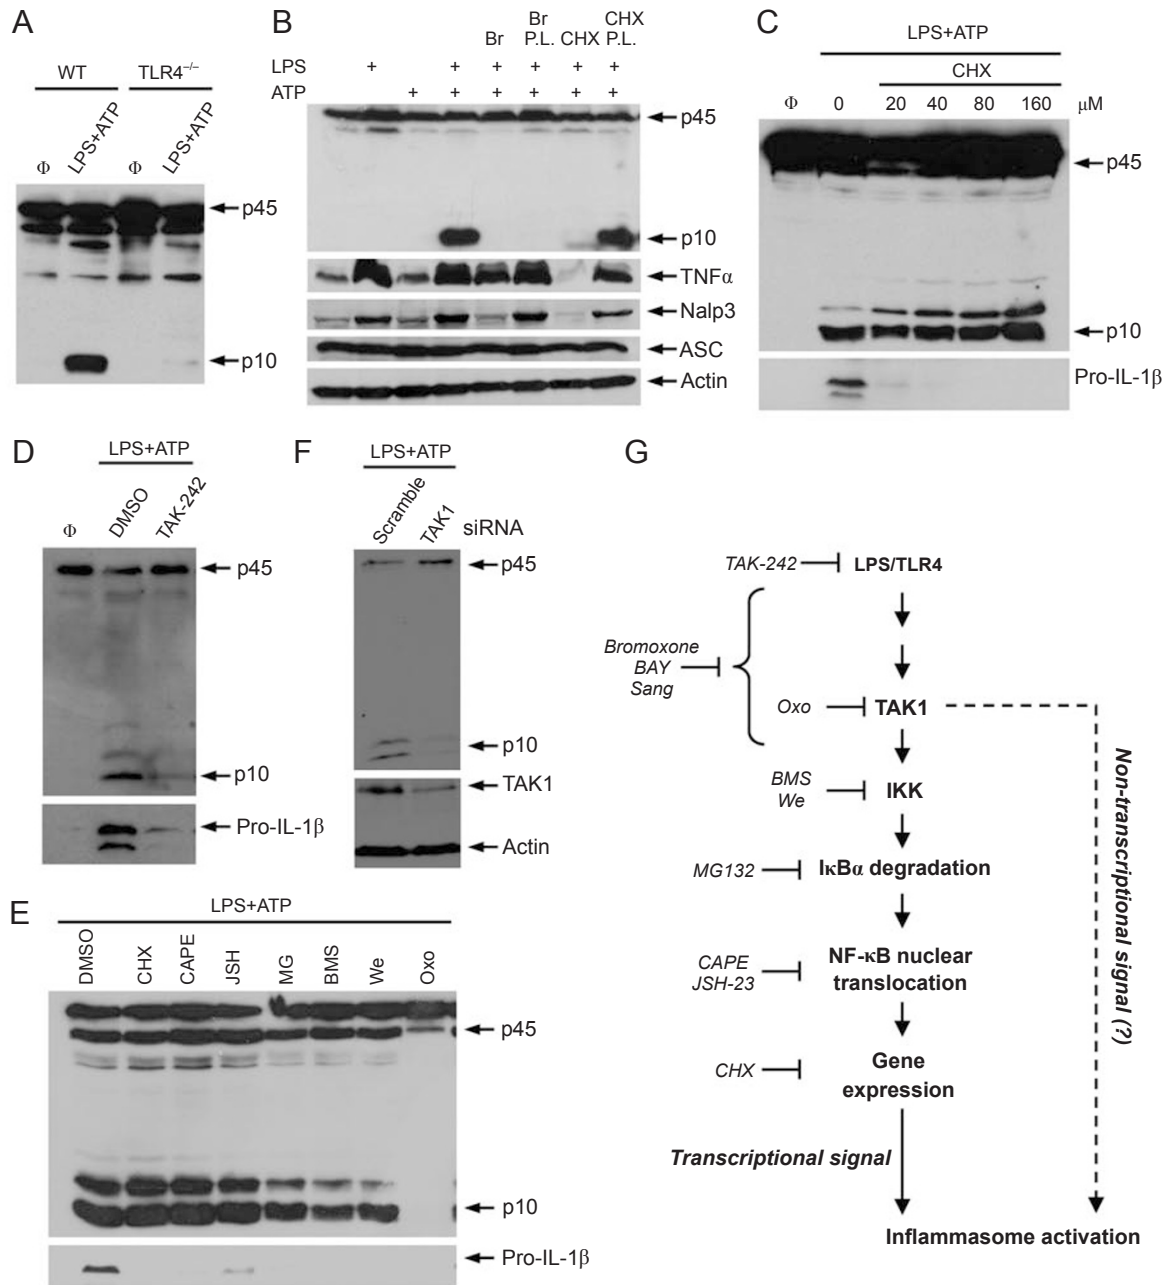 A
WT TLR4–/–
Φ LPS+ATP Φ LPS+ATP
p45
p10
B
Br CHX
Br P.L. CHX P.L.
LPS + + + + + +
ATP + + + + + +
p45
p10
TNFα
Nalp3
ASC
Actin
C
LPS+ATP
CHX
Φ 0 20 40 80 160 μM
p45
p10
Pro-IL-1β
D
LPS+ATP
Φ DMSO TAK-242
p45
p10
Pro-IL-1β
F
LPS+ATP
Scramble TAK1 siRNA
p45
p10
TAK1
Actin
E
LPS+ATP
DMSO CHX CAPE JSH MG BMS We Oxo
p45
p10
Pro-IL-1β
G
TAK-242 LPS/TLR4
Bromoxone
BAY
Sang
Oxo TAK1
BMS
We
IKK
MG132 IκBα degradation
CAPE
JSH-23
NF-κB nuclear
translocation
CHX
Gene
expression
Transcriptional signal
Non-transcriptional signal (?)
Inflammasome activation